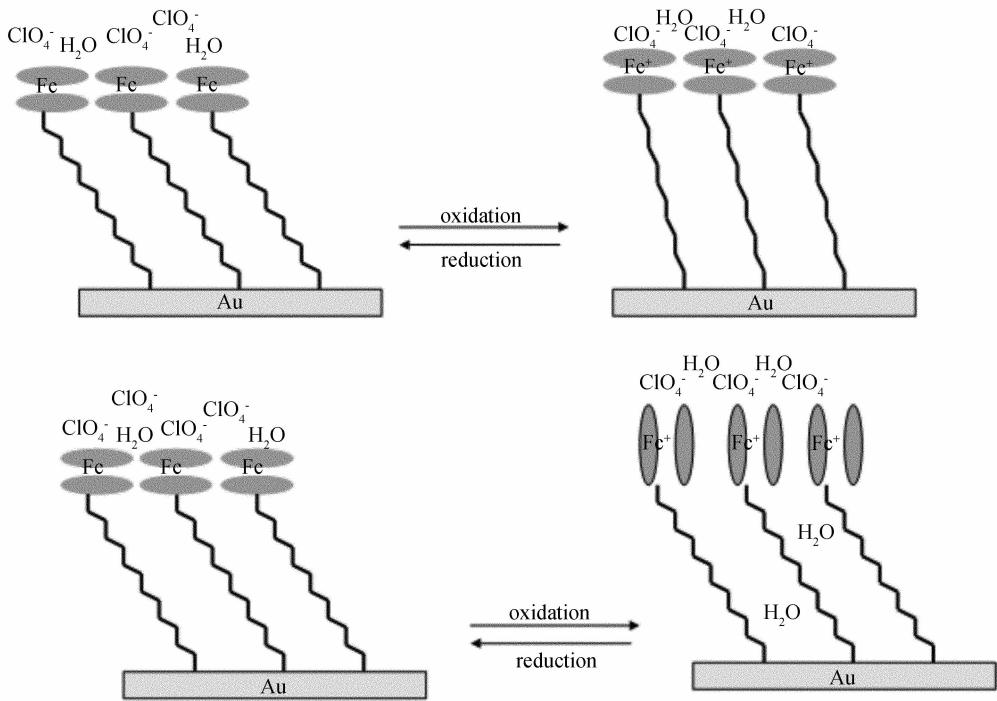 ClO4- ClO4- ClO4-
H2O H2O
Fe Fe Fe
Au
oxidation
reduction
H2O H2O
ClO4- ClO4- ClO4-
Fe+ Fe+ Fe+
Au
ClO4-
ClO4- H2O ClO4- ClO4- H2O
Fe Fe Fe
Au
oxidation
reduction
H2O H2O
ClO4- ClO4- ClO4-
Fe+ Fe+ Fe+
H2O
H2O
Au